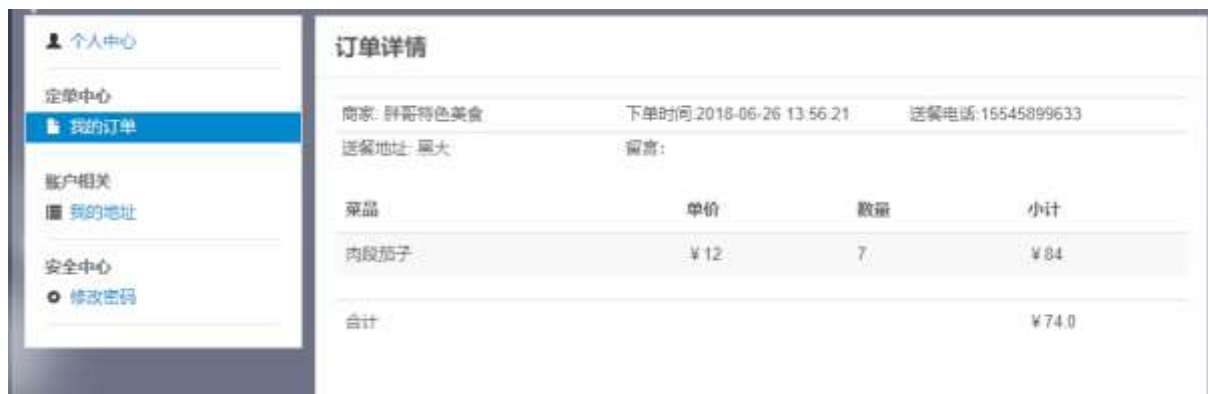 个人中心
定单中心
我的订单
账户相关
我的地址
安全中心
修改密码
订单详情
商家: 胖哥特色美食 下单时间:2018-06-26 13:56:21 送餐电话:15545899633
送餐地址: 黑大 留言:
菜品 单价 数量 小计
肉段茄子 ¥12 7 ¥84
合计 ¥74.0